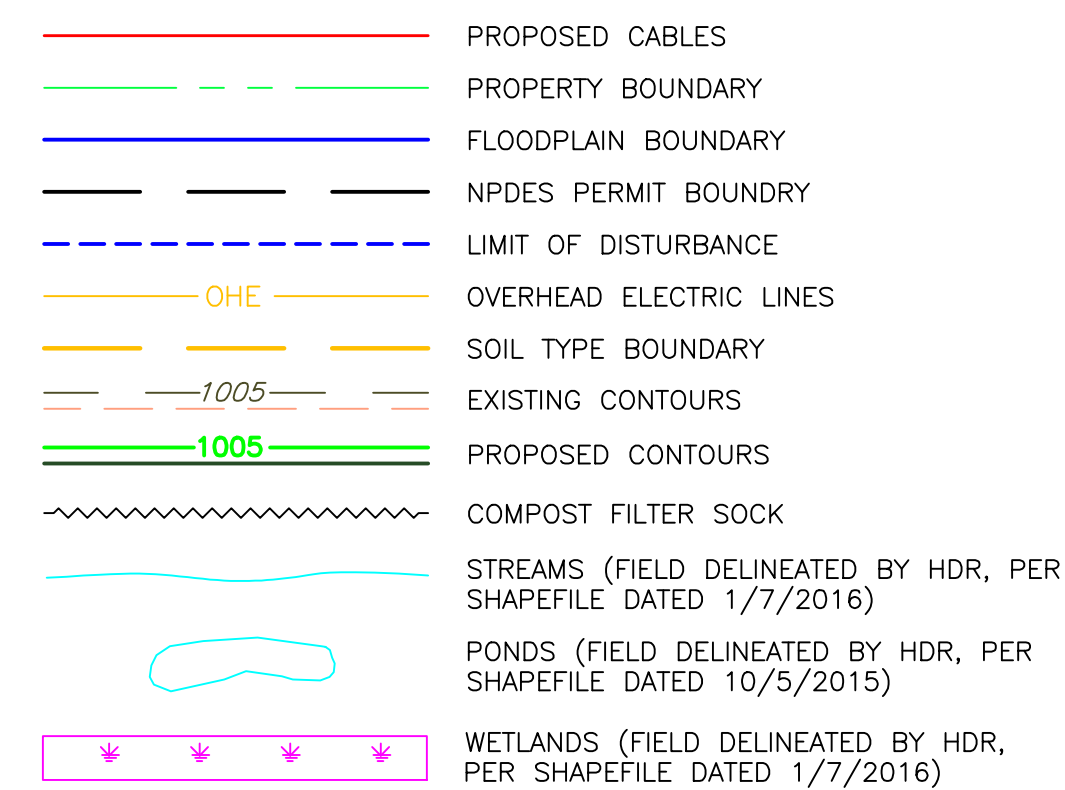 PROPOSED CABLES
PROPERTY BOUNDARY
FLOODPLAIN BOUNDARY
NPDES PERMIT BOUNDRY
LIMIT OF DISTURBANCE
OHE OVERHEAD ELECTRIC LINES
SOIL TYPE BOUNDARY
1005 EXISTING CONTOURS
1005 PROPOSED CONTOURS
COMPOST FILTER SOCK
STREAMS (FIELD DELINEATED BY HDR, PER
SHAPEFILE DATED 1/7/2016)
PONDS (FIELD DELINEATED BY HDR, PER
SHAPEFILE DATED 10/5/2015)
WETLANDS (FIELD DELINEATED BY HDR,
PER SHAPEFILE DATED 1/7/2016)